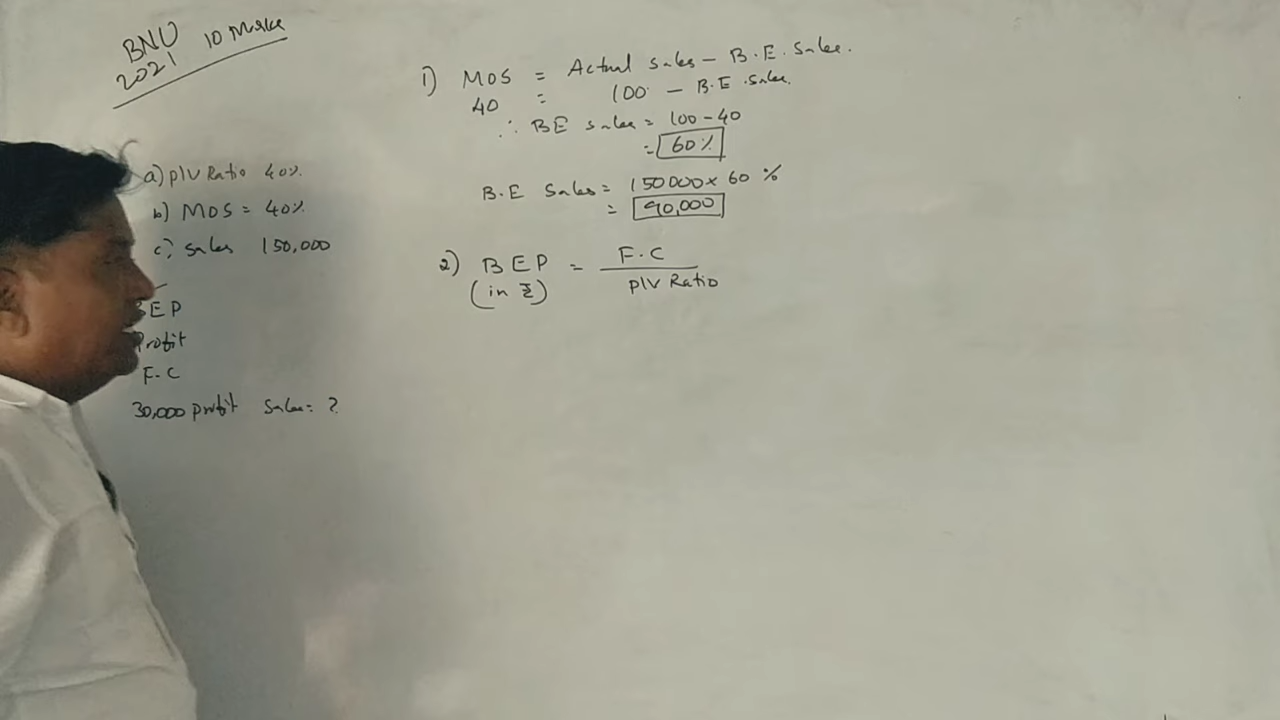 BNU
2021 10 Marks
a) P/V Ratio 40%
b) MOS = 40%
c) Sales 150,000
BEP
Profit
F.C
30,000 profit Sales = ?
1) MOS = Actual sales - B.E. Sales.
40 = 100 - B.E. Sales.
∴ BE sales = 100-40
= 60%
B.E Sales = 150000 x 60 %
= 90,000
2) BEP = F.C
(in ₹) P/V Ratio